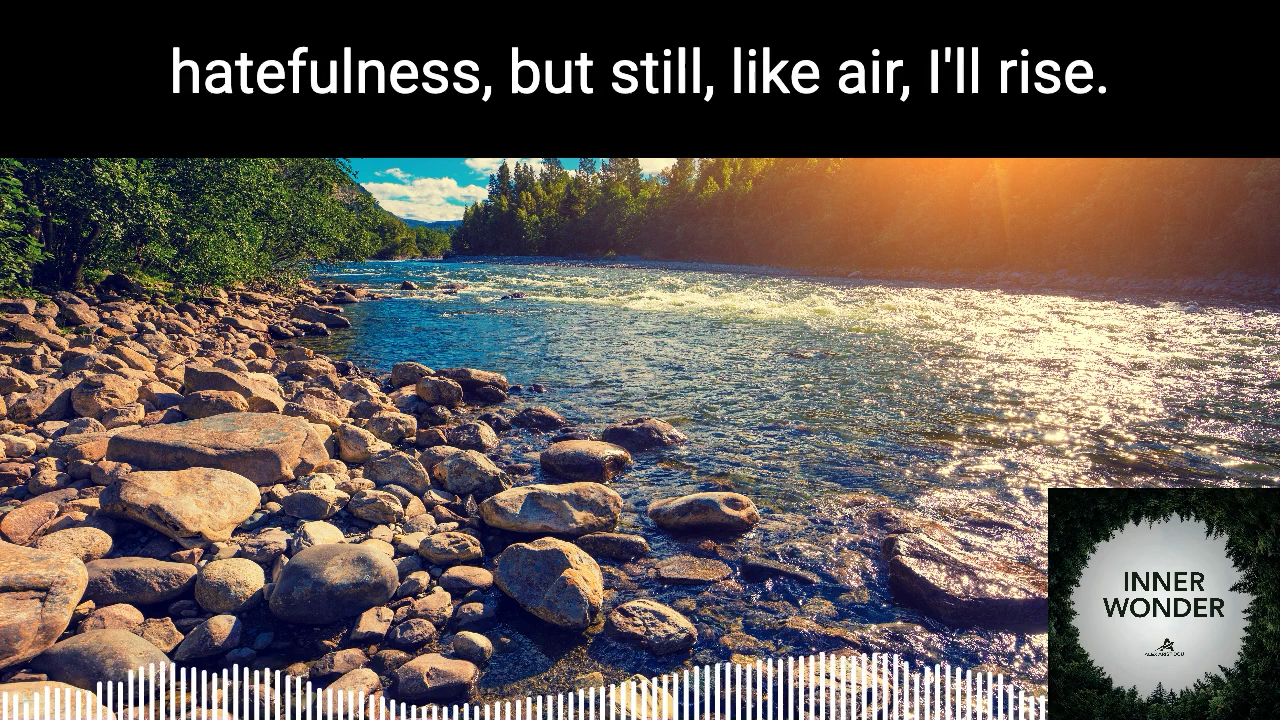 hatefulness, but still, like air, I'll rise.
INNER
WONDER